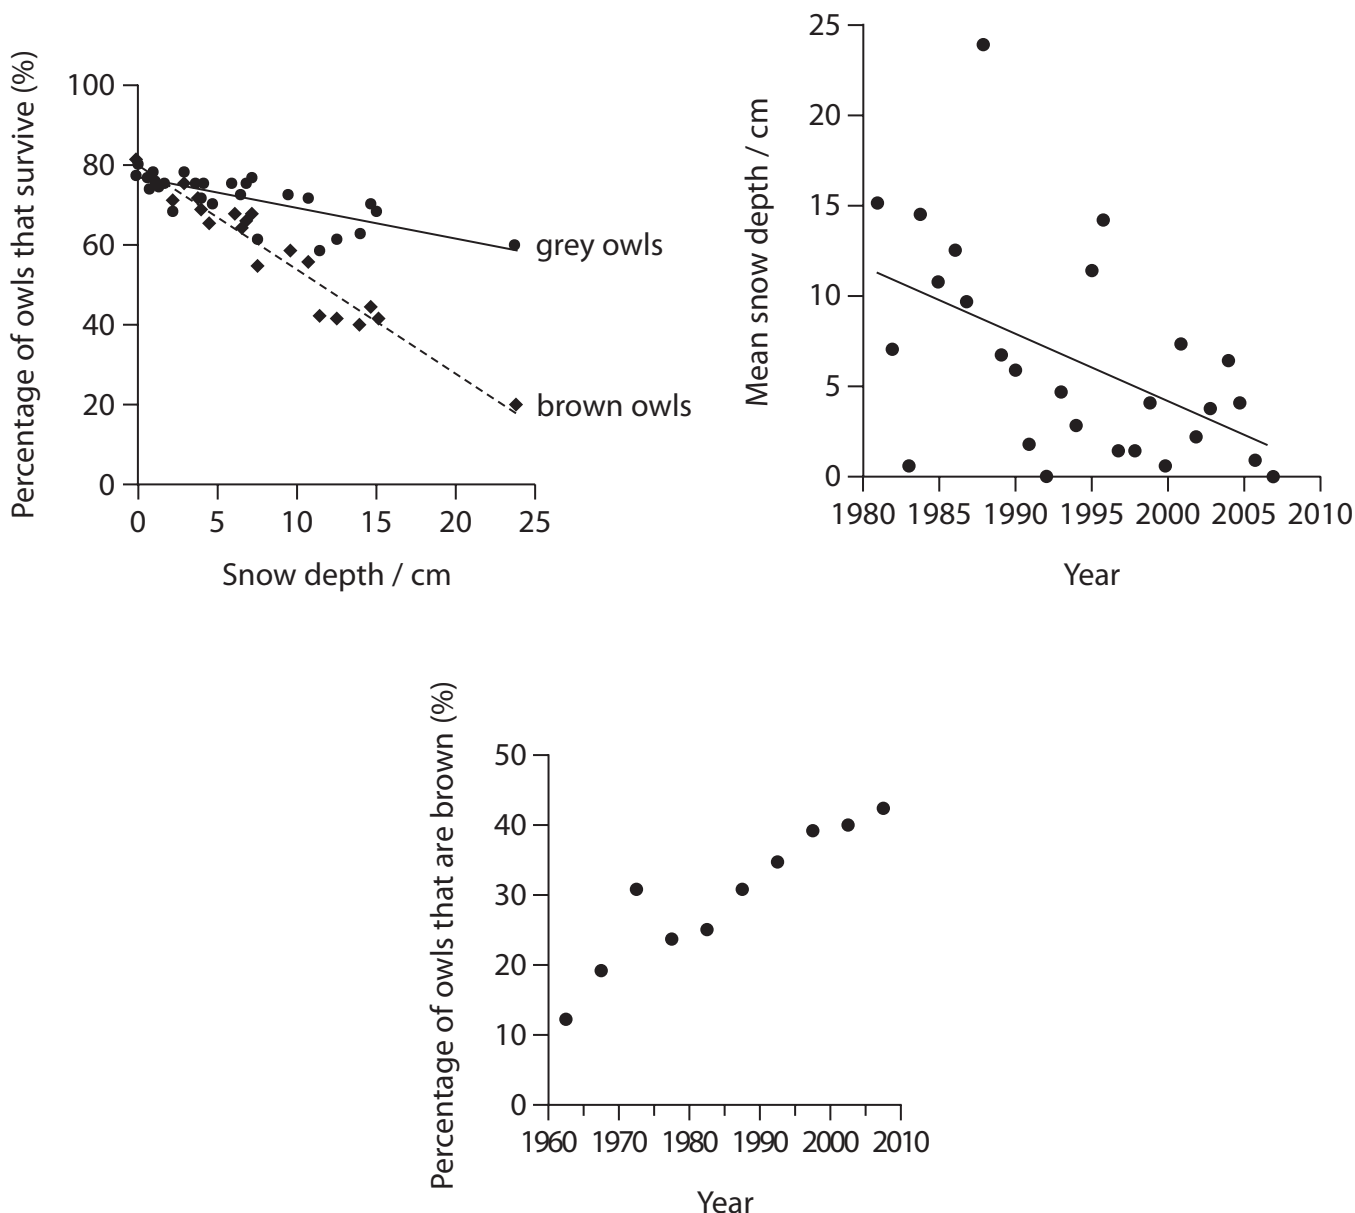 Percentage of owls that survive (%)
100
80
60
40
20
0
0 5 10 15 20 25
Snow depth / cm
grey owls
brown owls
Mean snow depth / cm
25
20
15
10
5
0
1980 1985 1990 1995 2000 2005 2010
Year
Percentage of owls that are brown (%)
50
40
30
20
10
0
1960 1970 1980 1990 2000 2010
Year